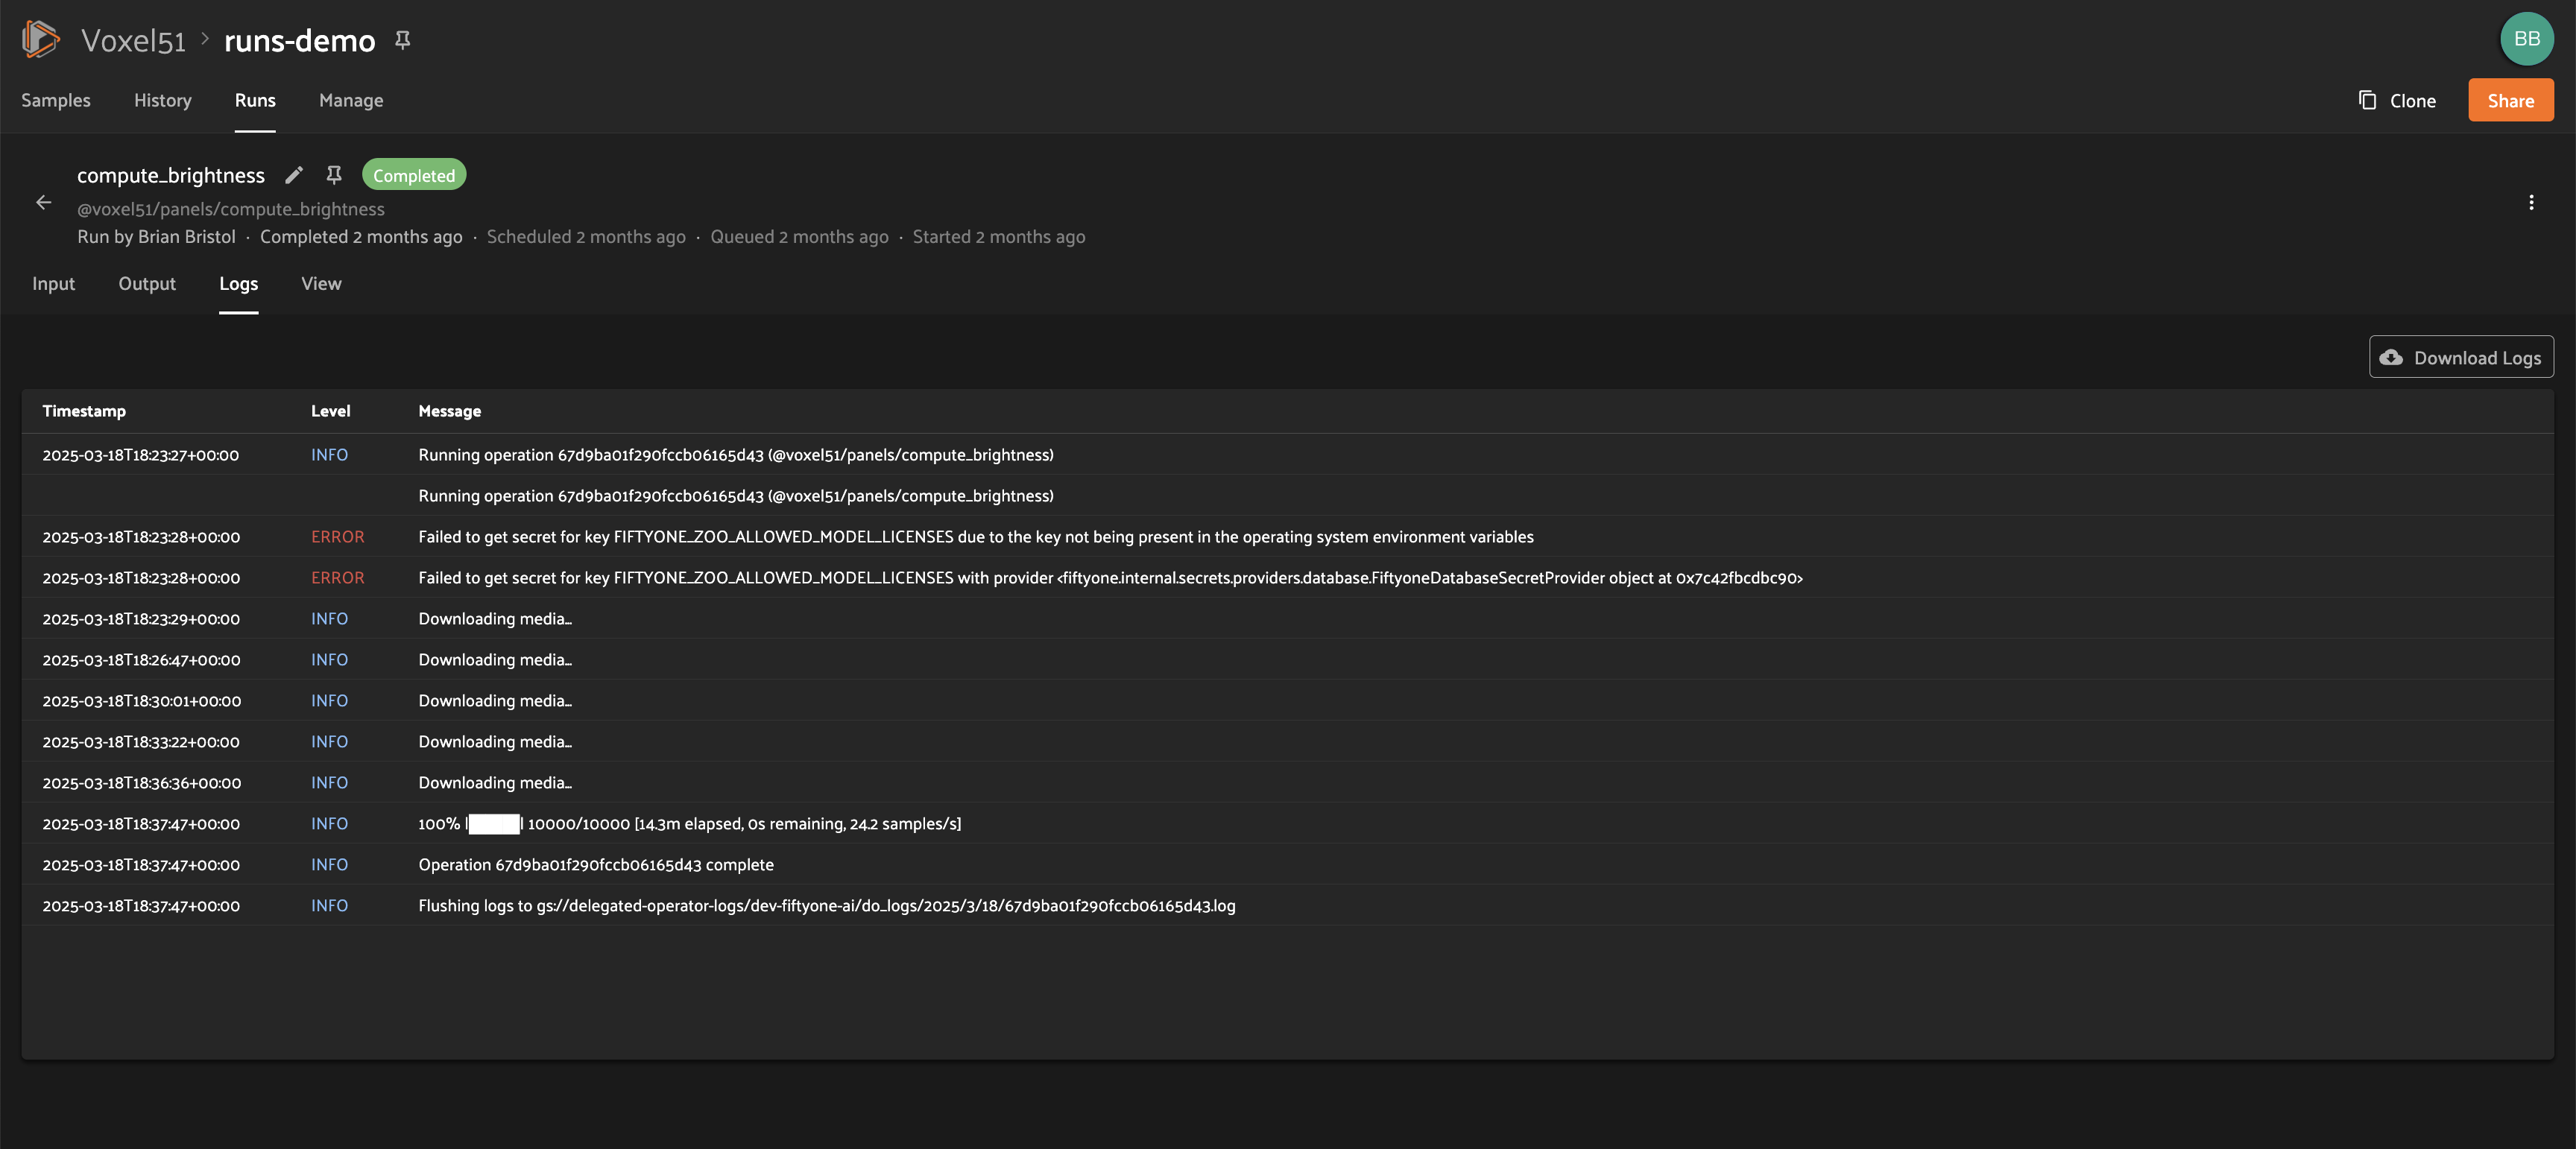 Voxel51 > runs-demo
BB
Samples History Runs Manage
Clone Share
compute_brightness Completed
@voxel51/panels/compute_brightness
Run by Brian Bristol · Completed 2 months ago · Scheduled 2 months ago · Queued 2 months ago · Started 2 months ago
Input Output Logs View
Download Logs
Timestamp Level Message
2025-03-18T18:23:27+00:00 INFO Running operation 67d9ba01f290fccb06165d43 (@voxel51/panels/compute_brightness)
Running operation 67d9ba01f290fccb06165d43 (@voxel51/panels/compute_brightness)
2025-03-18T18:23:28+00:00 ERROR Failed to get secret for key FIFTYONE_ZOO_ALLOWED_MODEL_LICENSES due to the key not being present in the operating system environment variables
2025-03-18T18:23:28+00:00 ERROR Failed to get secret for key FIFTYONE_ZOO_ALLOWED_MODEL_LICENSES with provider <fiftyone.internal.secrets.providers.database.FiftyoneDatabaseSecretProvider object at 0x7c42fbcdbc90>
2025-03-18T18:23:29+00:00 INFO Downloading media...
2025-03-18T18:26:47+00:00 INFO Downloading media...
2025-03-18T18:30:01+00:00 INFO Downloading media...
2025-03-18T18:33:22+00:00 INFO Downloading media...
2025-03-18T18:36:36+00:00 INFO Downloading media...
2025-03-18T18:37:47+00:00 INFO 100% |█████| 10000/10000 [14.3m elapsed, 0s remaining, 24.2 samples/s]
2025-03-18T18:37:47+00:00 INFO Operation 67d9ba01f290fccb06165d43 complete
2025-03-18T18:37:47+00:00 INFO Flushing logs to gs://delegated-operator-logs/dev-fiftyone-ai/do_logs/2025/3/18/67d9ba01f290fccb06165d43.log